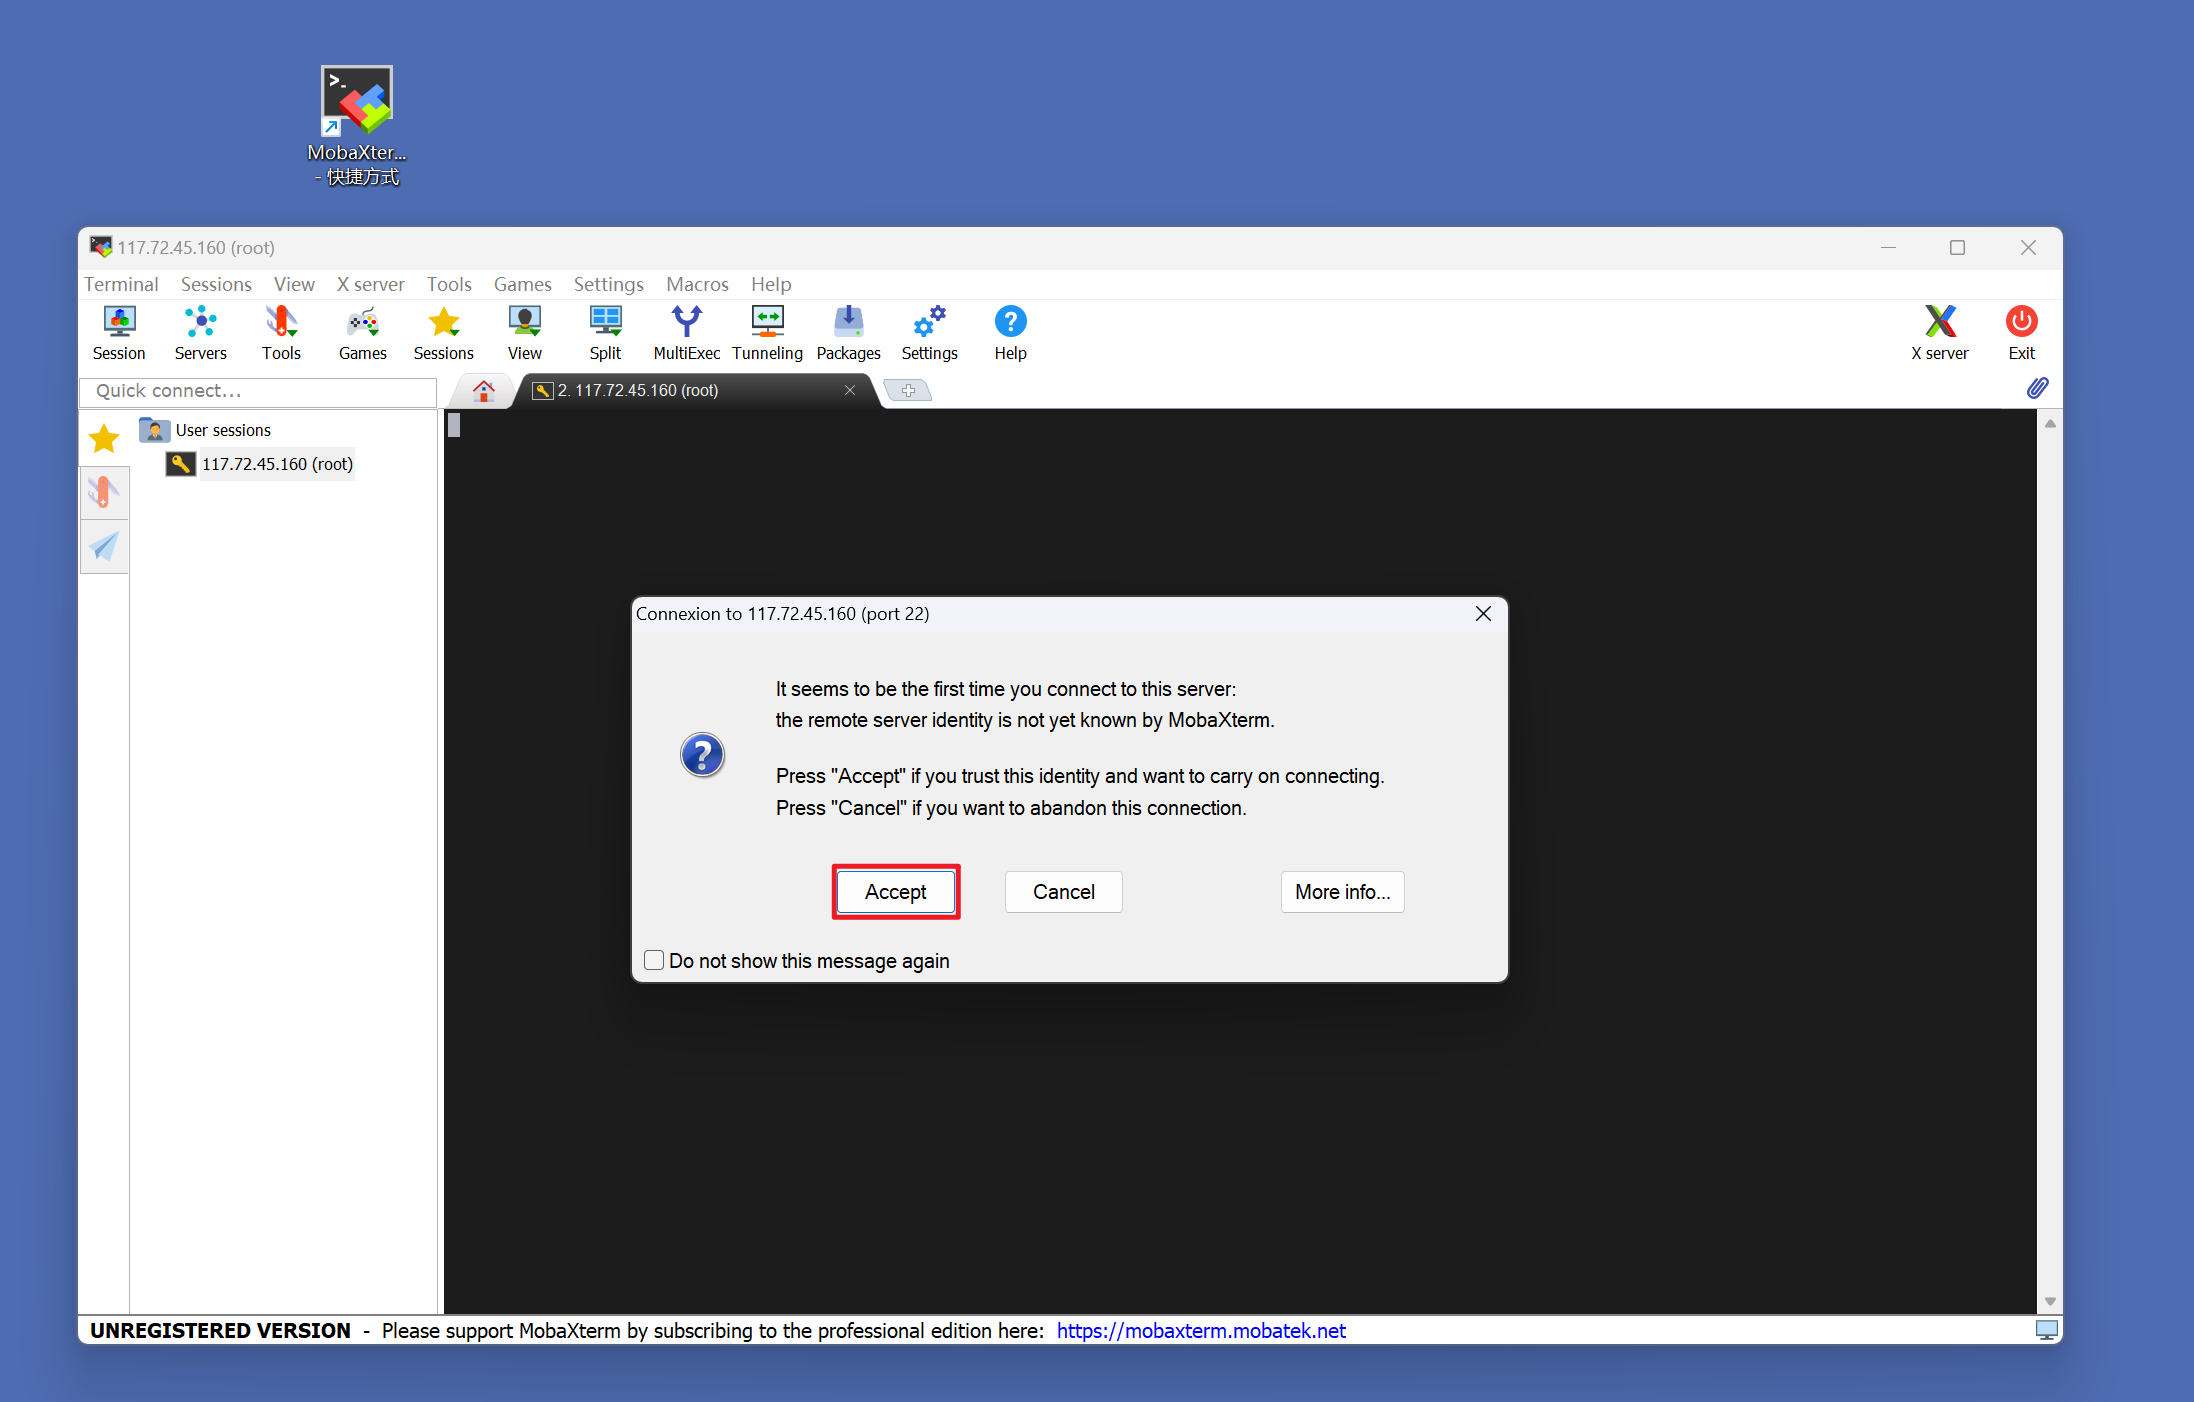 MobaXter...
- 快捷方式
117.72.45.160 (root)
Terminal Sessions View X server Tools Games Settings Macros Help
Session Servers Tools Games Sessions View Split MultiExec Tunneling Packages Settings Help X server Exit
Quick connect...
2. 117.72.45.160 (root)
User sessions
117.72.45.160 (root)
Connexion to 117.72.45.160 (port 22)
It seems to be the first time you connect to this server:
the remote server identity is not yet known by MobaXterm.
Press "Accept" if you trust this identity and want to carry on connecting.
Press "Cancel" if you want to abandon this connection.
Accept Cancel More info...
Do not show this message again
UNREGISTERED VERSION - Please support MobaXterm by subscribing to the professional edition here: https://mobaxterm.mobatek.net